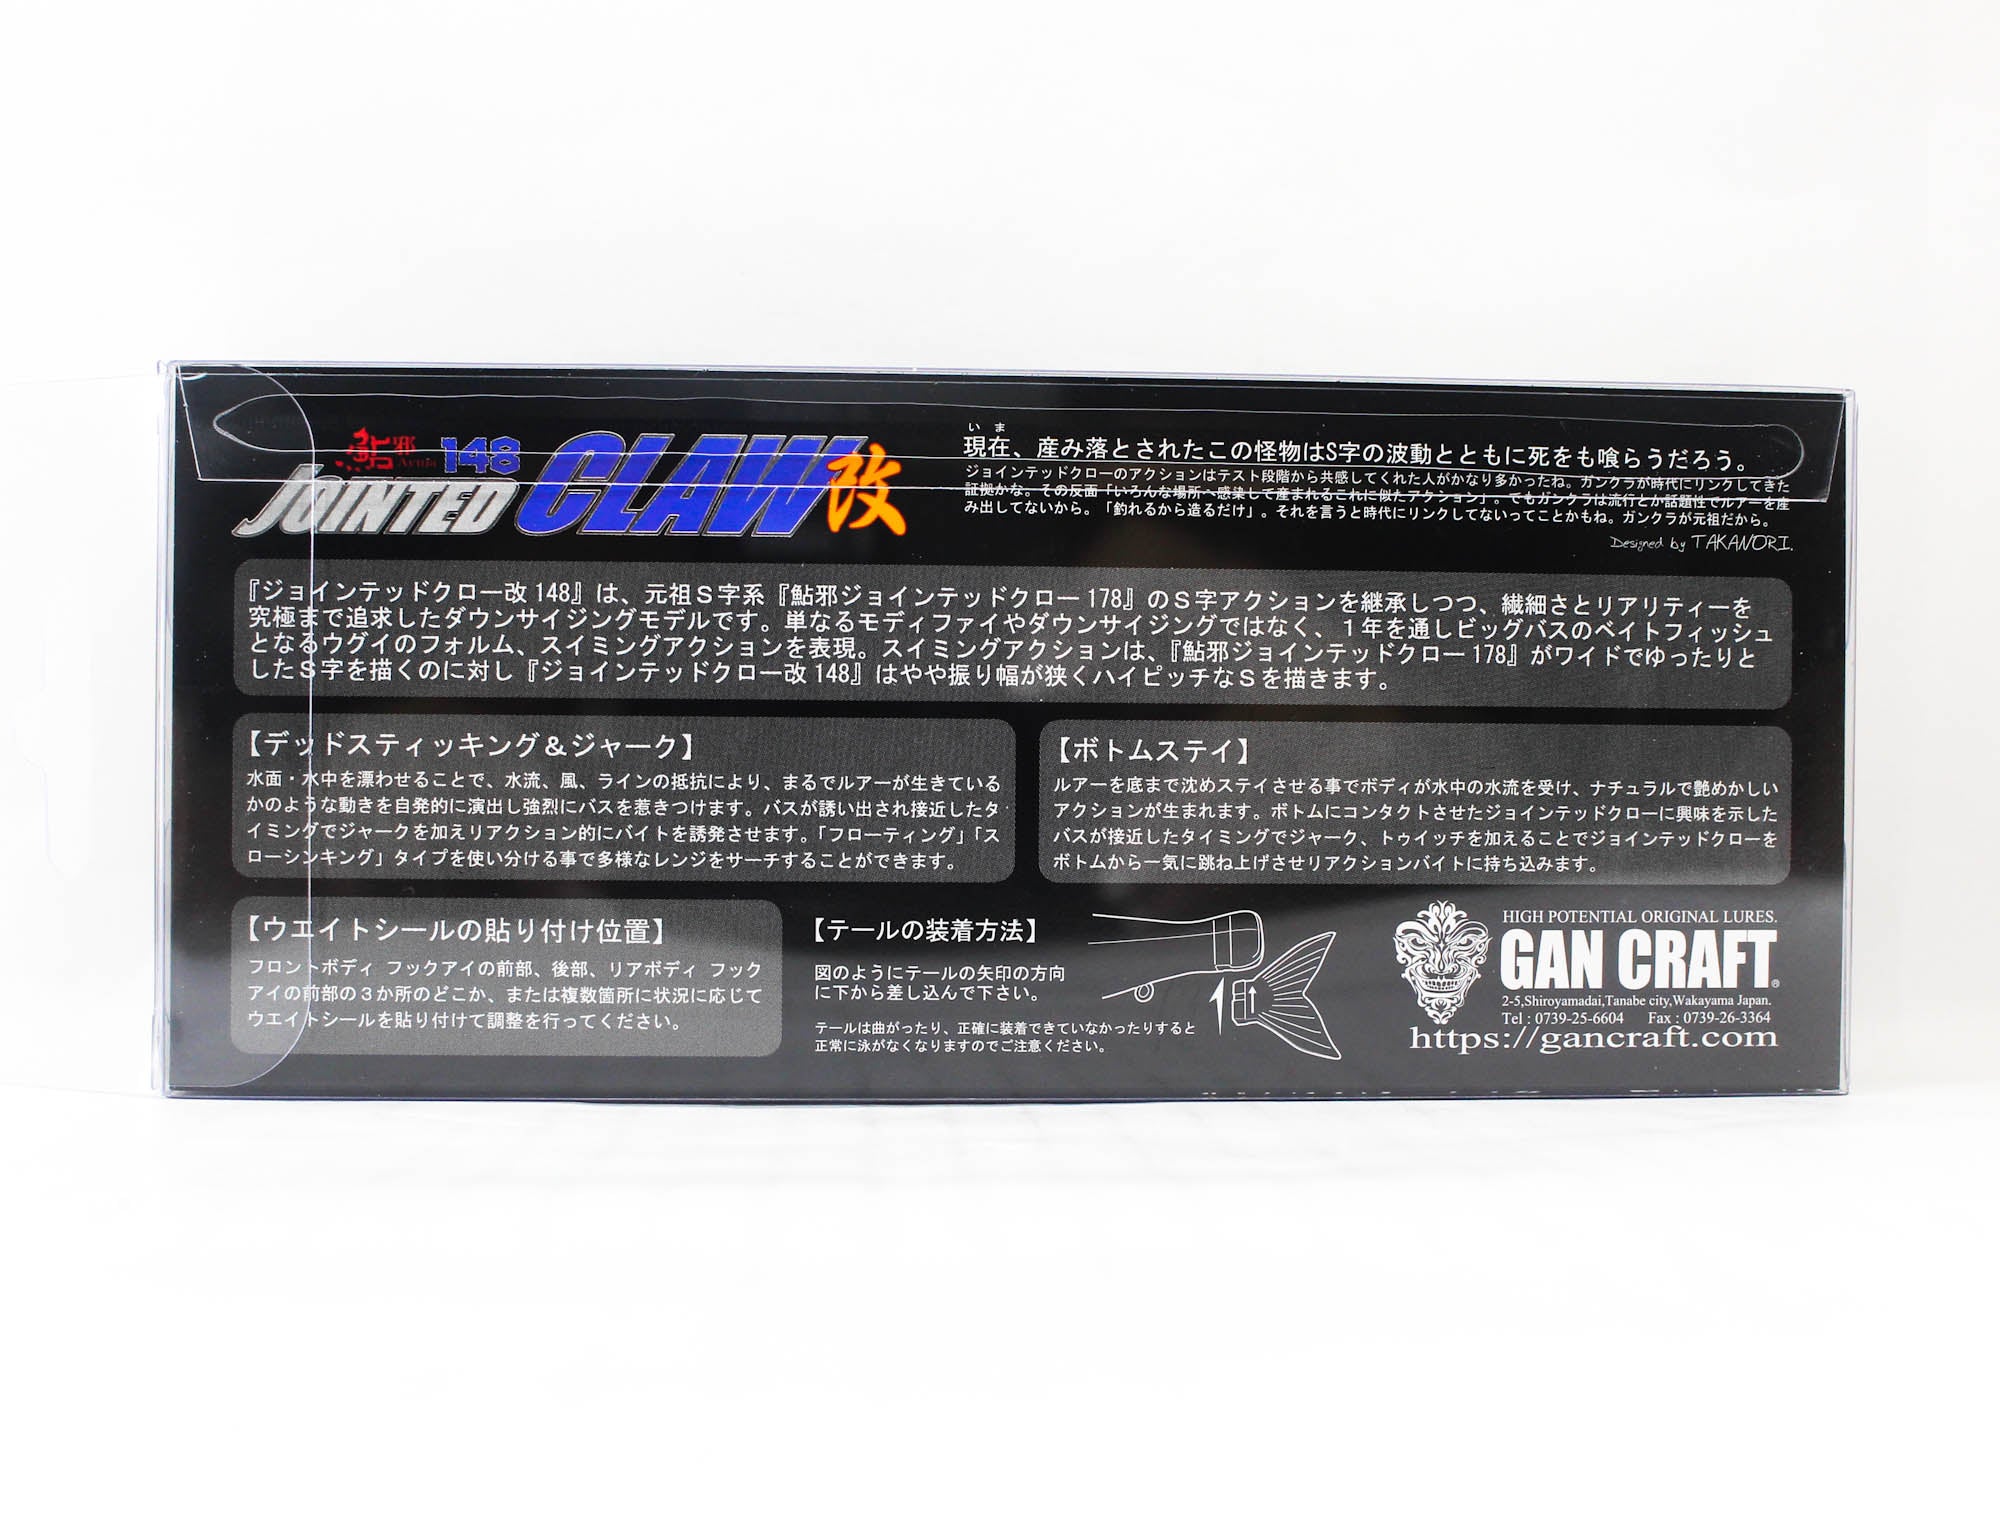 鮎邪 Ayuja 148
JOINTED CLAW改
いま
現在、産み落とされたこの怪物はS字の波動とともに死をも喰らうだろう。
ジョインテッドクローのアクションはテスト段階から共感してくれた人がかなり多かったね。ガンクラが時代にリンクしてきた
証拠かな。その反面「いろんな場所へ感染して産まれるこれに似たアクション」。でもガンクラは流行とか話題性でルアーを産
み出してないから。「釣れるから造るだけ」。それを言うと時代にリンクしてないってことかもね。ガンクラが元祖だから。
Designed by TAKANORI.
『ジョインテッドクロー改148』は、元祖S字系『鮎邪ジョインテッドクロー178』のS字アクションを継承しつつ、繊細さとリアリティーを
究極まで追求したダウンサイジングモデルです。単なるモディファイやダウンサイジングではなく、1年を通しビッグバスのベイトフィッシュ
となるウグイのフォルム、スイミングアクションを表現。スイミングアクションは、『鮎邪ジョインテッドクロー178』がワイドでゆったりと
したS字を描くのに対し『ジョインテッドクロー改148』はやや振り幅が狭くハイピッチなSを描きます。
【デッドスティッキング&ジャーク】
水面・水中を漂わせることで、水流、風、ラインの抵抗により、まるでルアーが生きている
かのような動きを自発的に演出し強烈にバスを惹きつけます。バスが誘い出され接近したタ
イミングでジャークを加えリアクション的にバイトを誘発させます。「フローティング」「ス
ローシンキング」タイプを使い分ける事で多様なレンジをサーチすることができます。
【ボトムステイ】
ルアーを底まで沈めステイさせる事でボディが水中の水流を受け、ナチュラルで艶めかしい
アクションが生まれます。ボトムにコンタクトさせたジョインテッドクローに興味を示した
バスが接近したタイミングでジャーク、トゥイッチを加えることでジョインテッドクローを
ボトムから一気に跳ね上げさせリアクションバイトに持ち込みます。
【ウエイトシールの貼り付け位置】
フロントボディ フックアイの前部、後部、リアボディ フック
アイの前部の3か所のどこか、または複数箇所に状況に応じて
ウエイトシールを貼り付けて調整を行ってください。
【テールの装着方法】
図のようにテールの矢印の方向
に下から差し込んで下さい。
テールは曲がったり、正確に装着できていなかったりすると
正常に泳がなくなりますのでご注意ください。
HIGH POTENTIAL ORIGINAL LURES.
GAN CRAFT®
2-5,Shiroyamadai,Tanabe city,Wakayama Japan.
Tel : 0739-25-6604 Fax : 0739-26-3364
https://gancraft.com